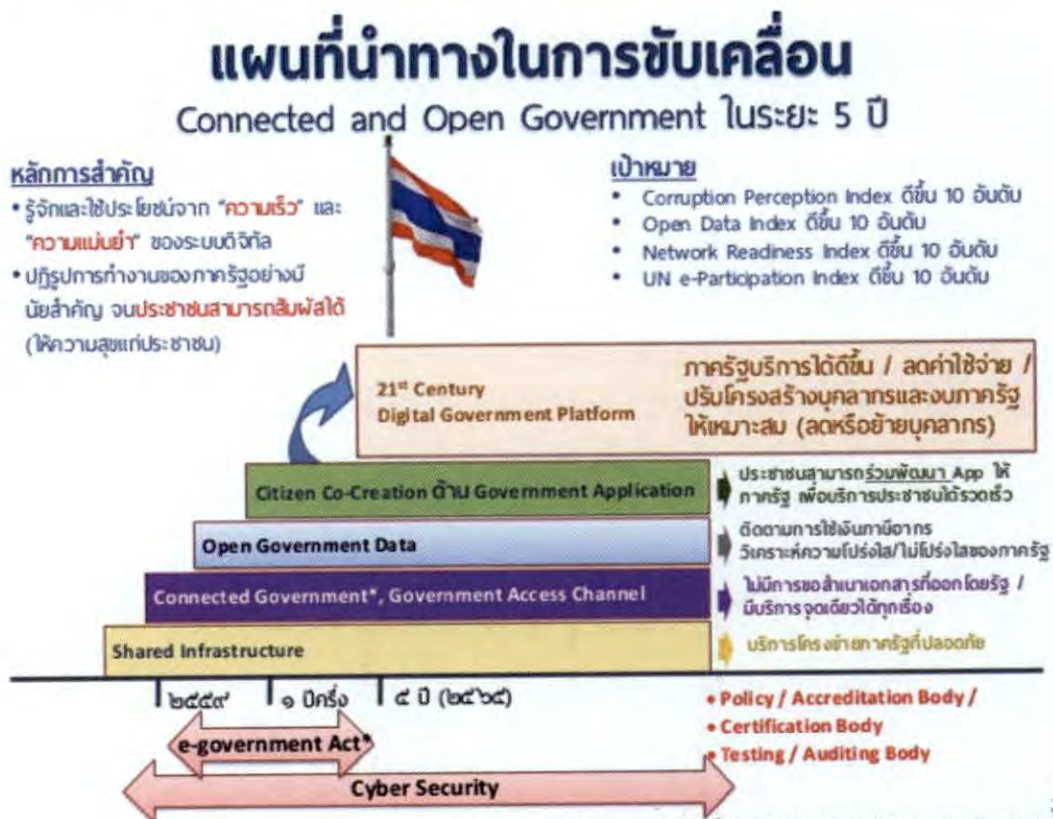 แผนที่นำทางในการขับเคลื่อน
Connected and Open Government ในระยะ 5 ปี
หลักการสำคัญ
• รู้จักและใช้ประโยชน์จาก "ความเร็ว" และ
"ความแม่นยำ" ของระบบดิจิทัล
• ปฏิรูปการทำงานของภาครัฐอย่างมี
นัยสำคัญ จนประชาชนสามารถสัมผัสได้
(ให้ความสุขแก่ประชาชน)
เป้าหมาย
• Corruption Perception Index ดีขึ้น 10 อันดับ
• Open Data Index ดีขึ้น 10 อันดับ
• Network Readiness Index ดีขึ้น 10 อันดับ
• UN e-Participation Index ดีขึ้น 10 อันดับ
21st Century
Digital Government Platform
ภาครัฐบริการได้ดีขึ้น / ลดค่าใช้จ่าย /
ปรับโครงสร้างบุคลากรและงบภาครัฐ
ให้เหมาะสม (ลดหรือย้ายบุคลากร)
Citizen Co-Creation ด้าน Government Application
ประชาชนสามารถร่วมพัฒนา App ให้
ภาครัฐ เพื่อบริการประชาชนได้รวดเร็ว
Open Government Data
ติดตามการใช้เงินภาษีอากร
วิเคราะห์ความโปร่งใส/ไม่โปร่งใสของภาครัฐ
Connected Government*, Government Access Channel
ไม่มีการขอสำเนาเอกสารที่ออกโดยรัฐ /
มีบริการจุดเดียวได้ทุกเรื่อง
Shared Infrastructure
บริการโครงข่ายภาครัฐที่ปลอดภัย
๒๕๕๙ ๑ ปีครึ่ง ๕ ปี (๒๕๖๕)
• Policy / Accreditation Body /
• Certification Body
• Testing / Auditing Body
e-government Act*
Cyber Security